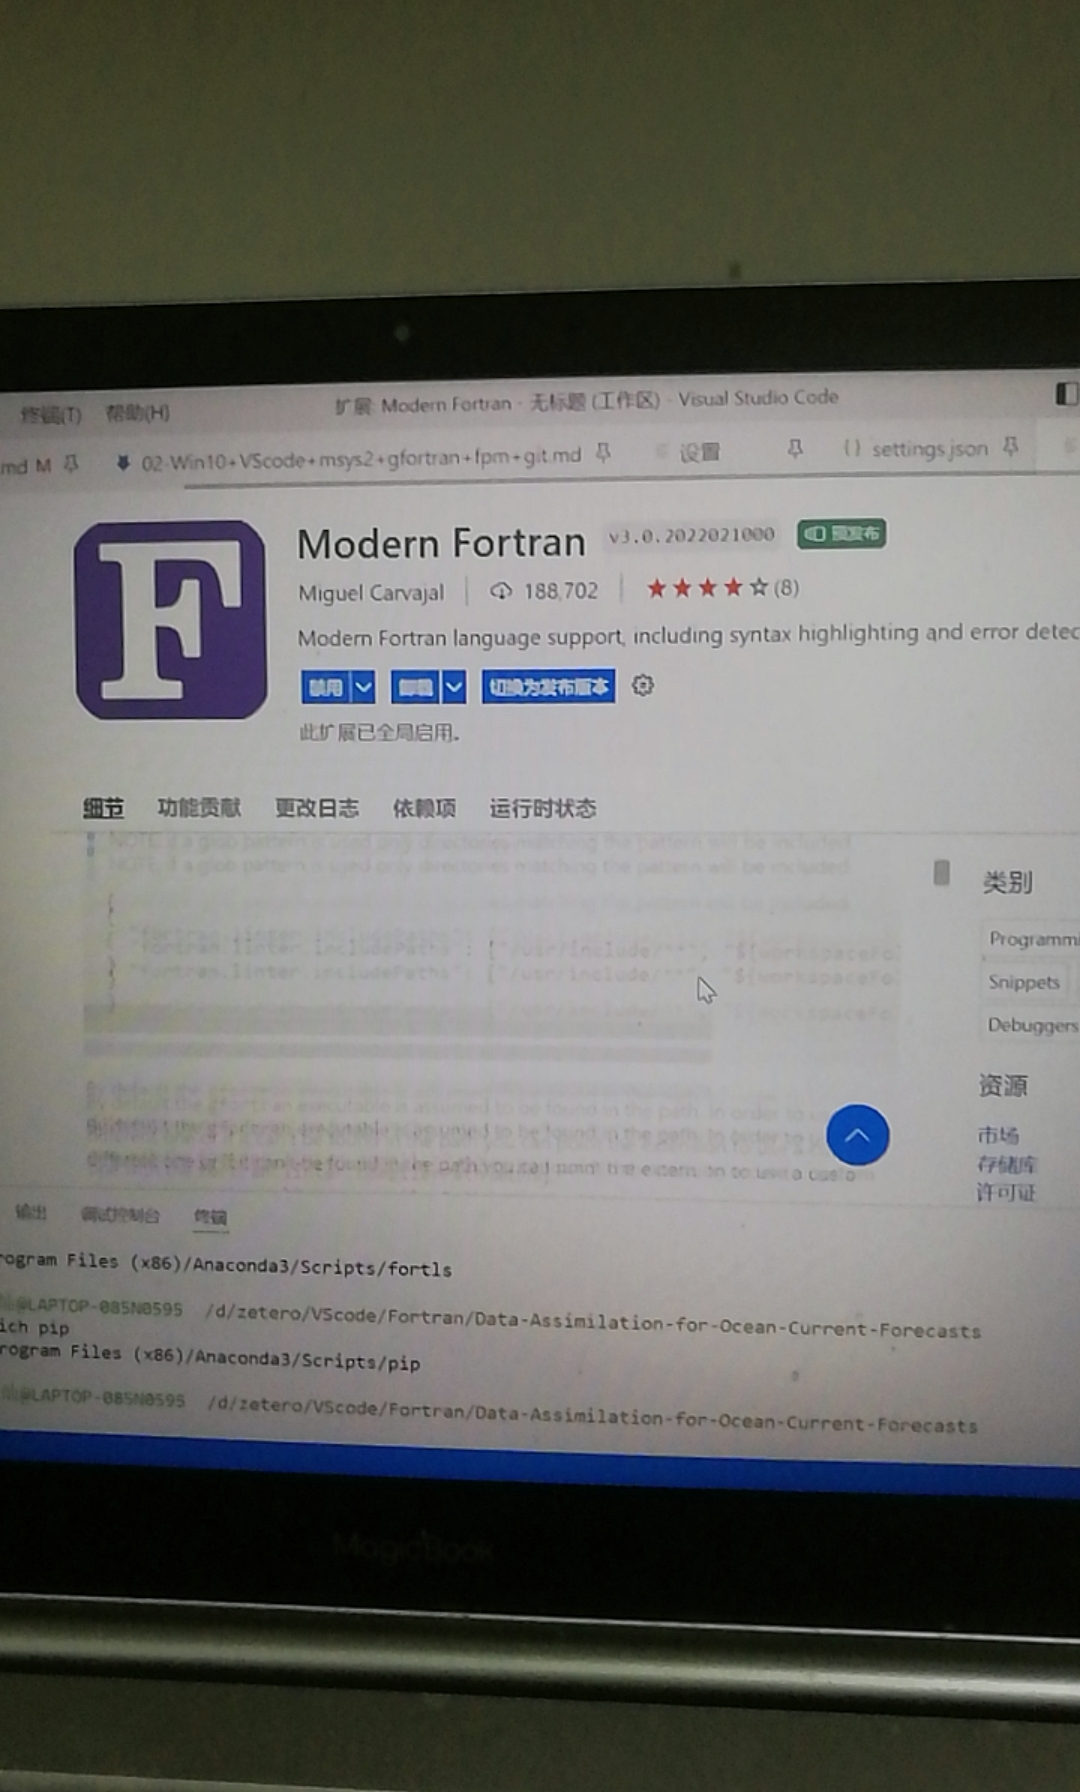 终端(T) 帮助(H) 扩展: Modern Fortran - 无标题 (工作区) - Visual Studio Code
md M 02-Win10+VScode+msys2+gfortran+fpm+git.md 设置 {} settings.json
F
Modern Fortran v3.0.2022021000 预发布
Miguel Carvajal 188,702 (8)
Modern Fortran language support, including syntax highlighting and error detec
禁用 卸载 切换为发布版本
此扩展已全局启用。
细节 功能贡献 更改日志 依赖项 运行时状态
NOTE: if a glob pattern is used only directories matching the pattern will be included
{
"fortran.linter.includePaths": ["/usr/include/**", "${workspaceFo
}
类别
Programmi
Snippets
Debuggers
资源
市场
存储库
许可证
输出 调试控制台 终端
rogram Files (x86)/Anaconda3/Scripts/fortls
@LAPTOP-085N0595 /d/zetero/VScode/Fortran/Data-Assimilation-for-Ocean-Current-Forecasts
ich pip
rogram Files (x86)/Anaconda3/Scripts/pip
@LAPTOP-085N0595 /d/zetero/VScode/Fortran/Data-Assimilation-for-Ocean-Current-Forecasts
MagicBook